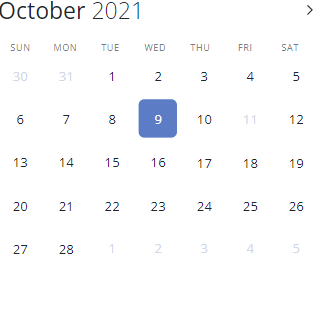 October 2021
SUN MON TUE WED THU FRI SAT
30 31 1 2 3 4 5
6 7 8 9 10 11 12
13 14 15 16 17 18 19
20 21 22 23 24 25 26
27 28 1 2 3 4 5